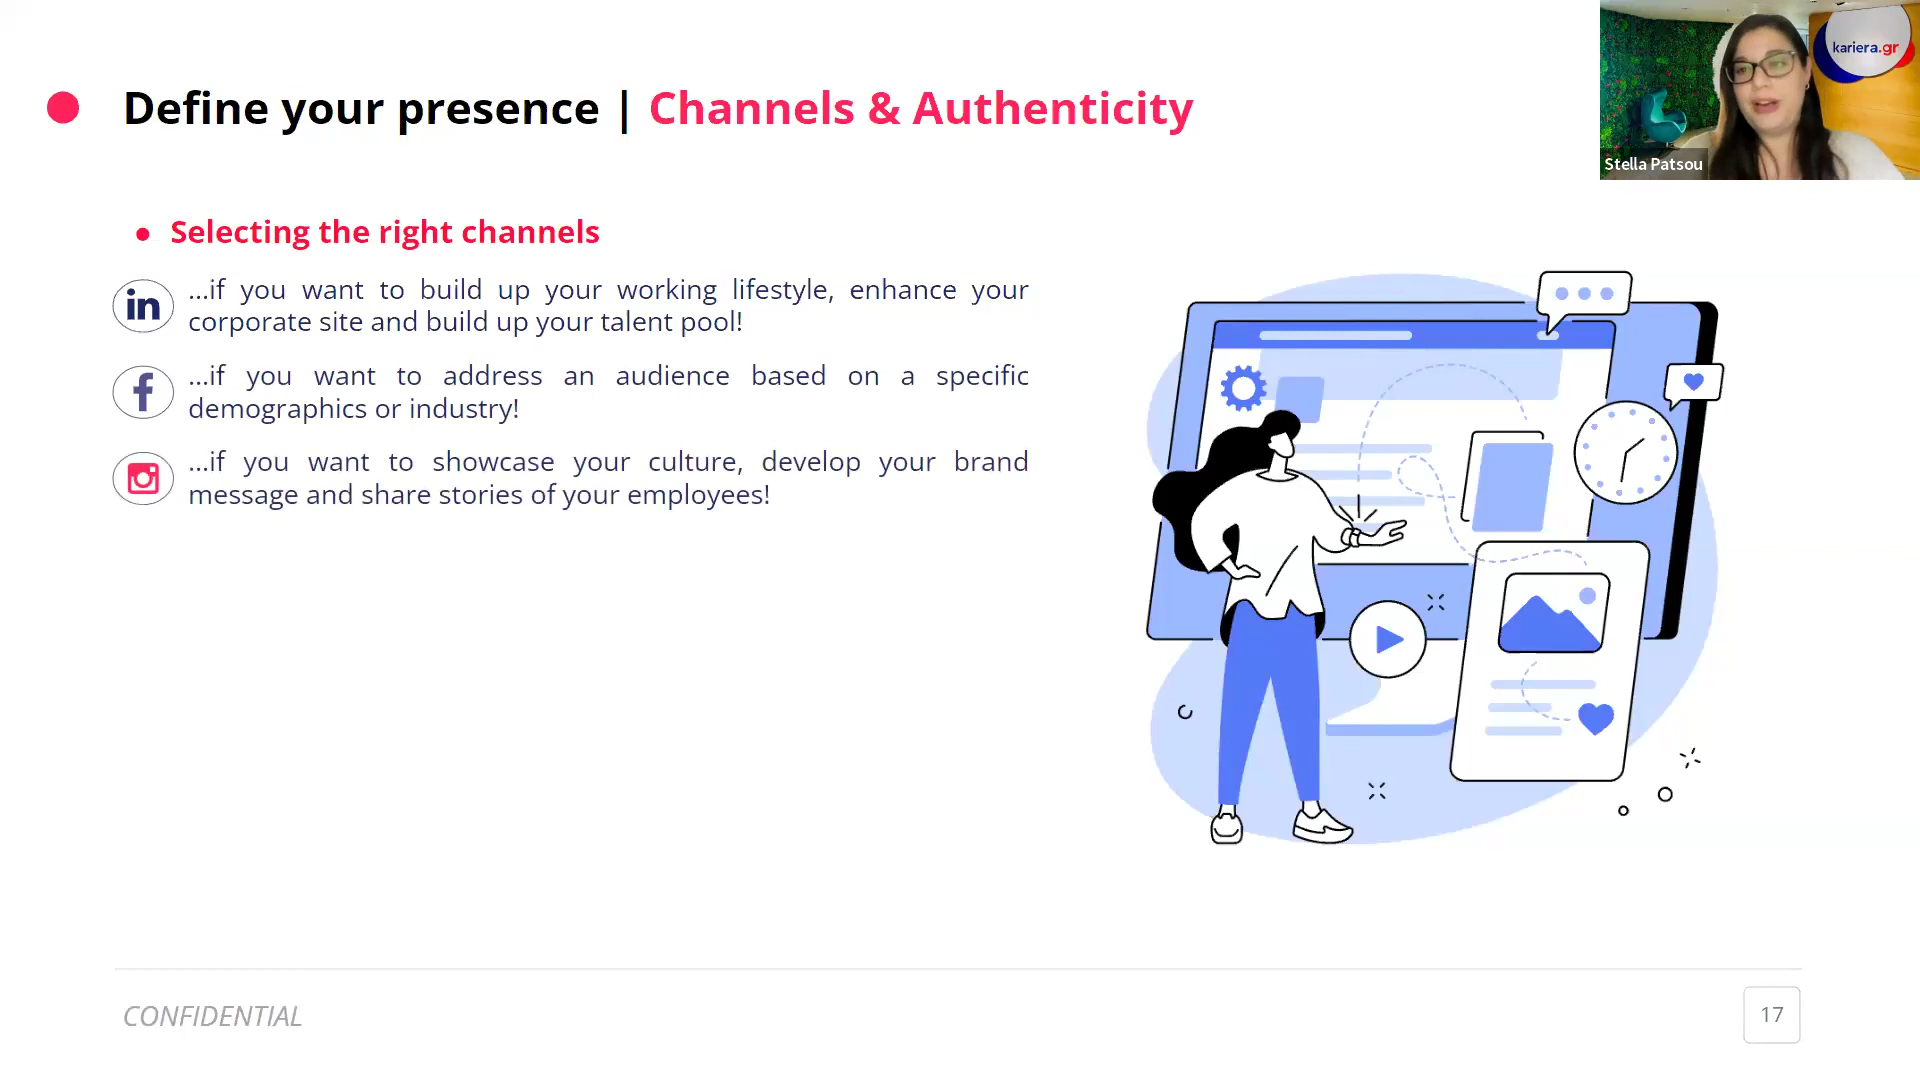 Define your presence | Channels & Authenticity
kariera.gr
Stella Patsou
Selecting the right channels
in ...if you want to build up your working lifestyle, enhance your
corporate site and build up your talent pool!
f ...if you want to address an audience based on a specific
demographics or industry!
...if you want to showcase your culture, develop your brand
message and share stories of your employees!
CONFIDENTIAL
17